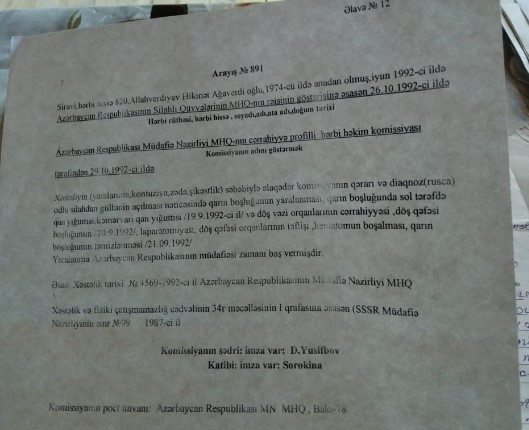 Əlavə № 12
Arayış № 891
Sıravi, hərbi hissə 820, Allahverdiyev Hikmət Ağaverdi oğlu, 1974-cü ildə anadan olmuş, iyun 1992-ci ildə
Azərbaycan Respublikasının Silahlı Qüvvələrinin MHQ-nın rəisinin göstərişinə əsasən 26.10.1992-ci ildə
Hərbi rütbəsi, hərbi hissə, soyadı,adı,ata adı,doğum tarixi
Azərbaycan Respublikası Müdafiə Nazirliyi MHQ-nın cərrahiyyə profilli hərbi həkim komissiyası
Komissiyanın adını göstərmək
tərəfindən 29.10.1992-ci ildə
Xəstəliyin (yaralanma,kontuziya,zədə,şikəstlik) səbəbiylə əlaqədar komissiyanın qərarı və diaqnoz(rusca)
odlu silahdan güllənin açılması nəticəsində qarın boşluğunun yaralanması, qarın boşluğunda sol tərəfdə
qan yığıntısı, qan yığıntısı /19.9.1992-ci il/ və döş vəzi orqanlarının cərrahiyyəsi ,döş qəfəsi
boşluğunun /20.9.1992/, laparatomiyası, döş qəfəsi orqanlarının təftişi, boşalması, qarın
boşluğunun təmizlənməsi /21.09.1992/
Yaralanma Azərbaycan Respublikasının müdafiəsi zamanı baş vermişdir.
Xəstəlik tarixi № 4569-1992-ci il Azərbaycan Respublikasının Müdafiə Nazirliyi MHQ
Xəstəlik və fiziki çatışmamazlığı cədvəlinin 34r maddəsinin I qrafasına əsasən (SSSR Müdafiə
Nazirliyinin əmr №99 1987-ci il
Komissiyanın sədri: imza var: D.Yusifbov
Katibi: imza var: Sorokina
Komissiyanın poçt ünvanı: Azərbaycan Respublikası MN MHQ , Bakı-78